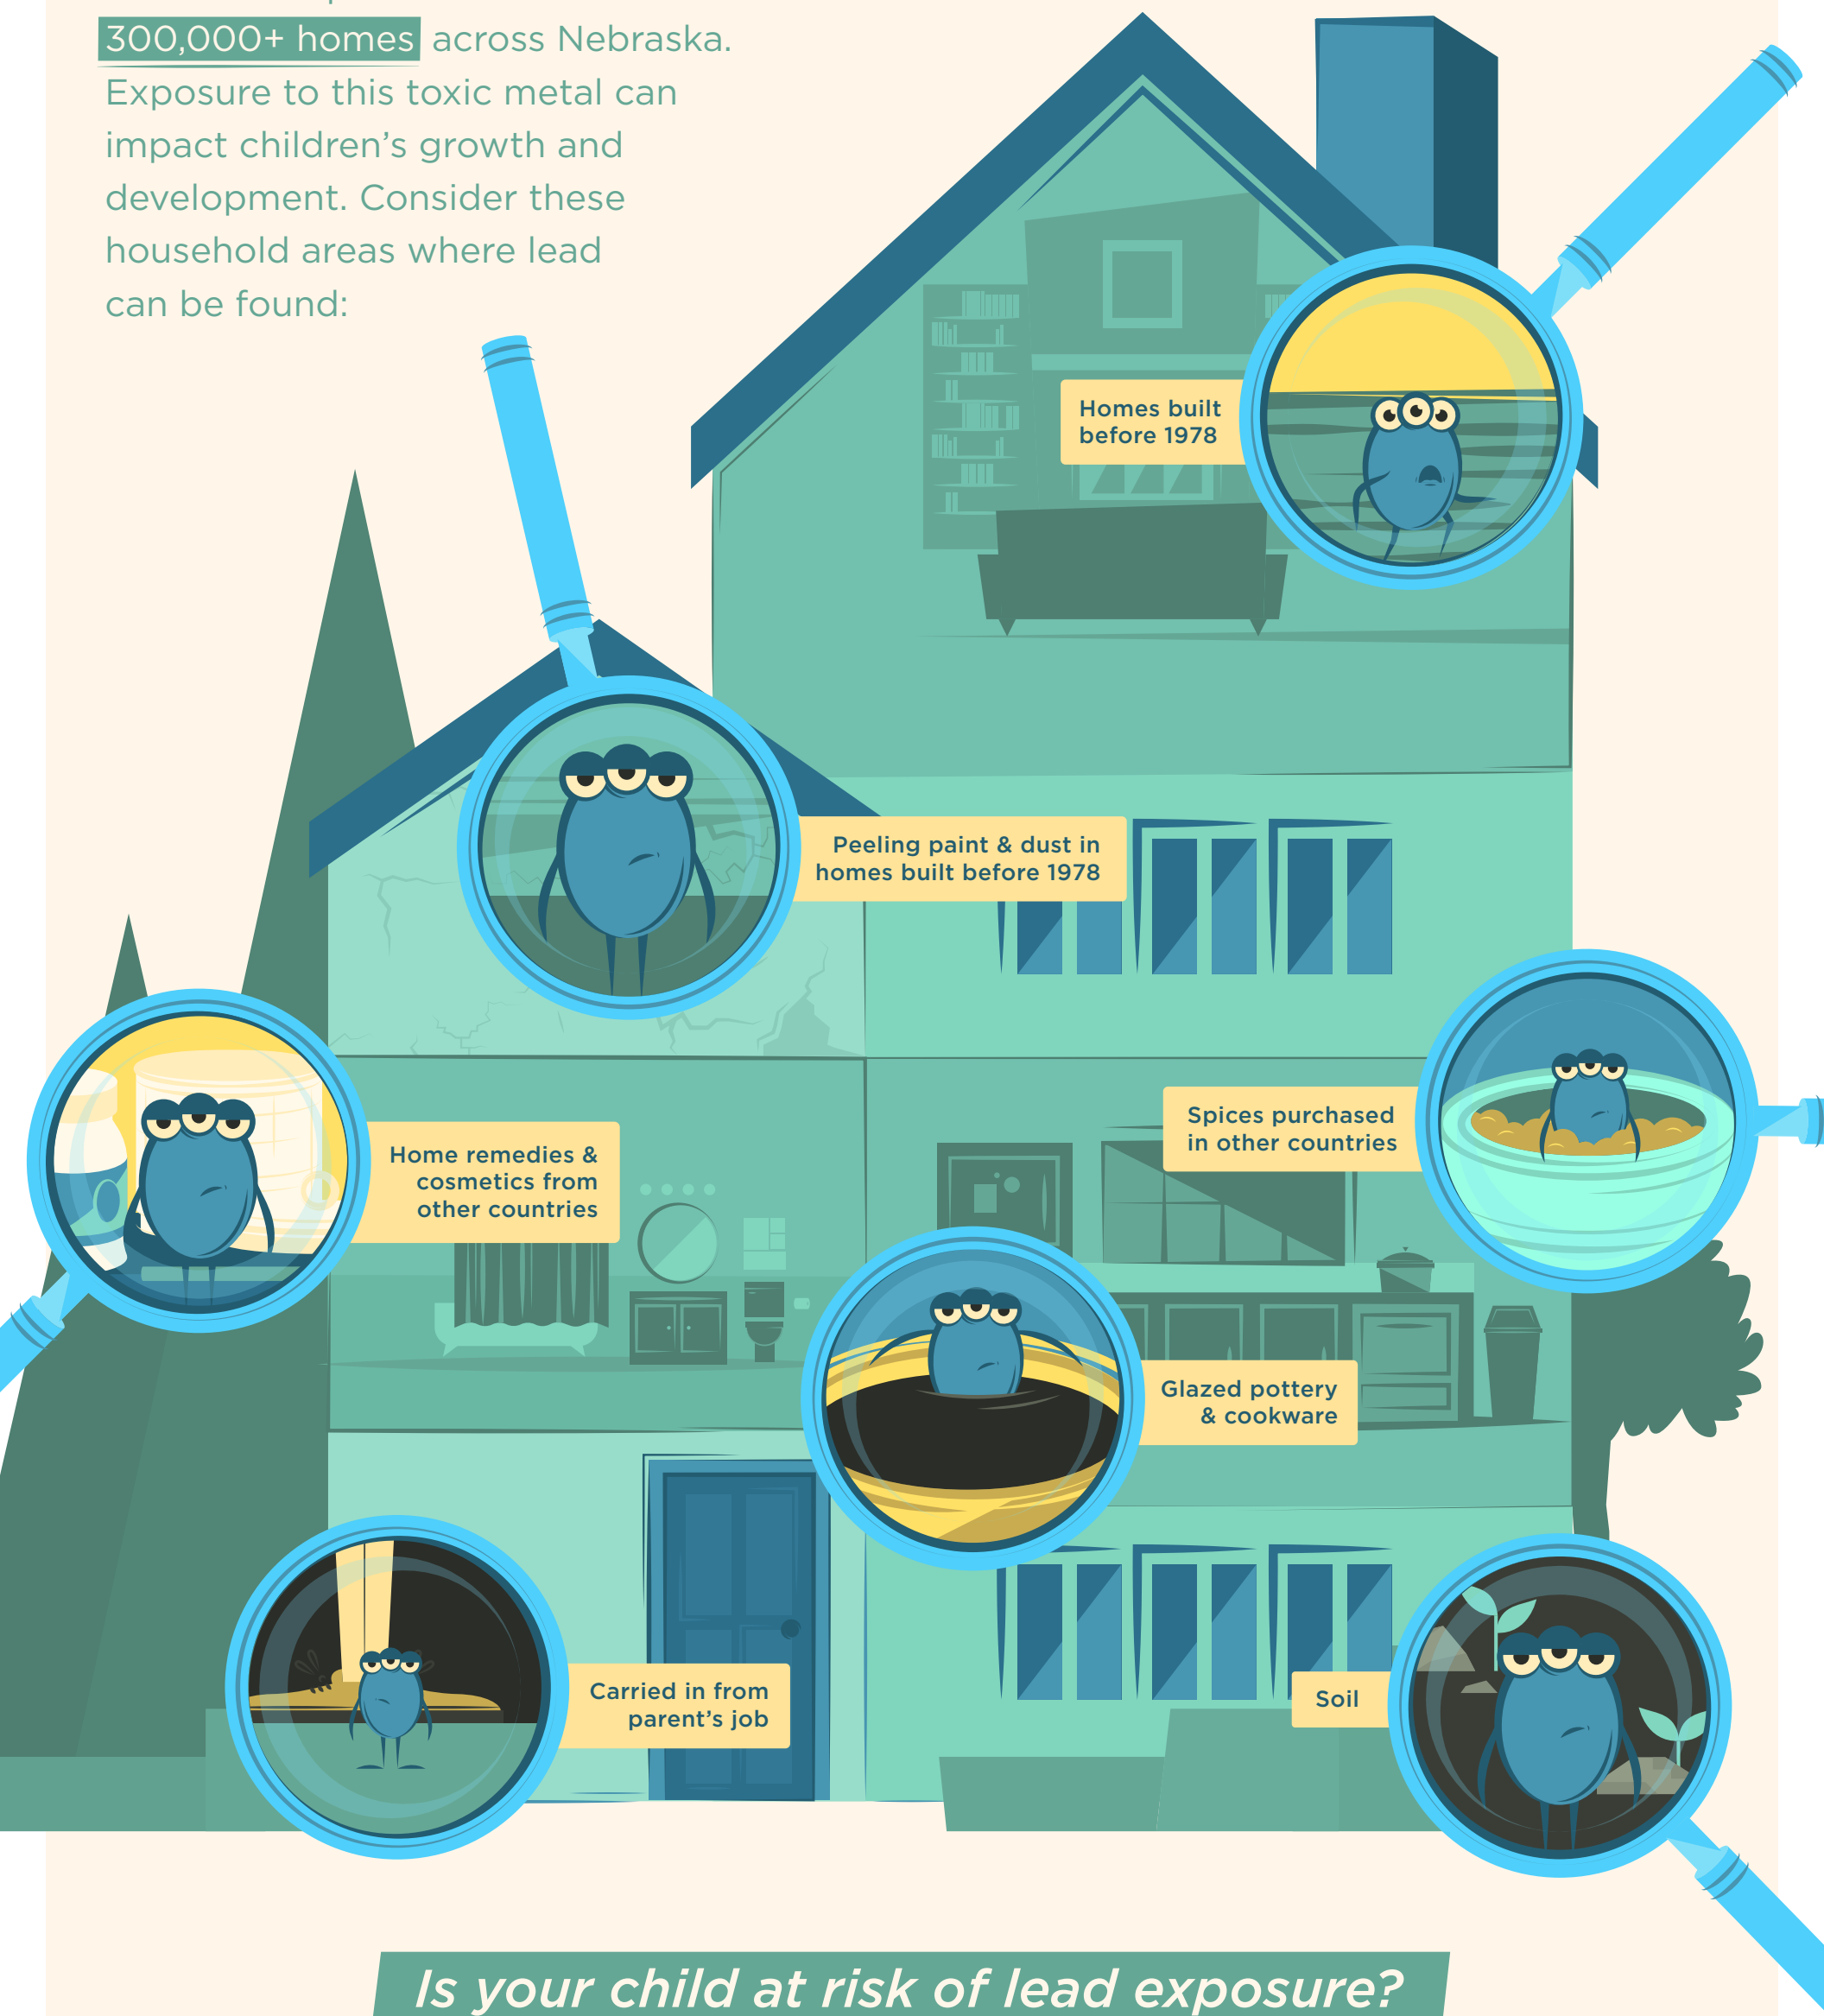 300,000+ homes across Nebraska.
Exposure to this toxic metal can
impact children’s growth and
development. Consider these
household areas where lead
can be found:
Homes built
before 1978
Peeling paint & dust in
homes built before 1978
Spices purchased
in other countries
Home remedies &
cosmetics from
other countries
Glazed pottery
& cookware
Carried in from
parent’s job
Soil
Is your child at risk of lead exposure?